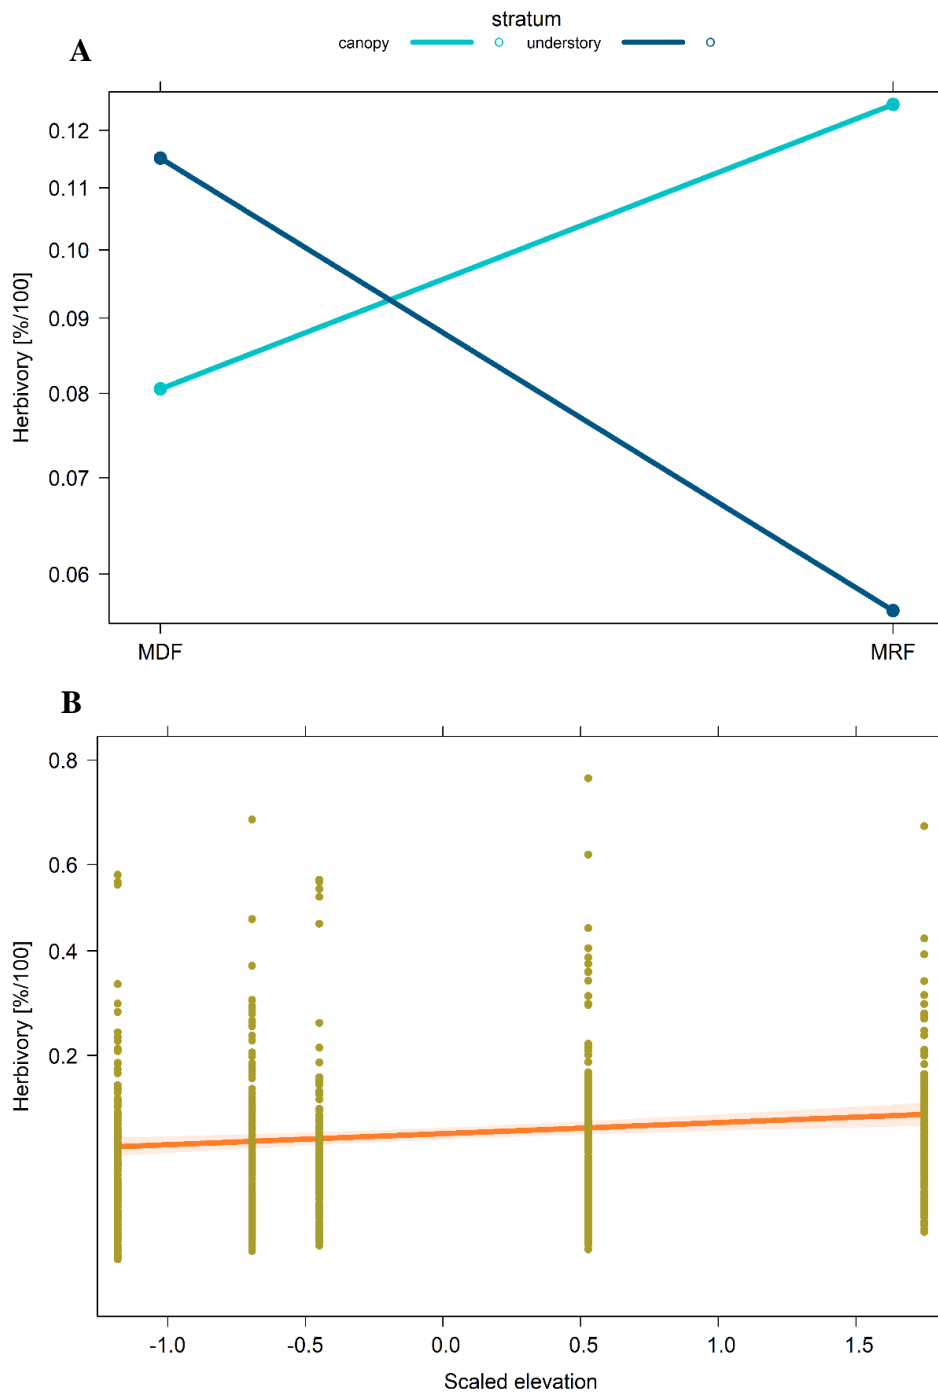 stratum
A
canopy understory
0.12
0.11
0.10
0.09
0.08
0.07
0.06
Herbivory [%/100]
MDF MRF
B
0.8
0.6
0.4
0.2
Herbivory [%/100]
-1.0 -0.5 0.0 0.5 1.0 1.5
Scaled elevation